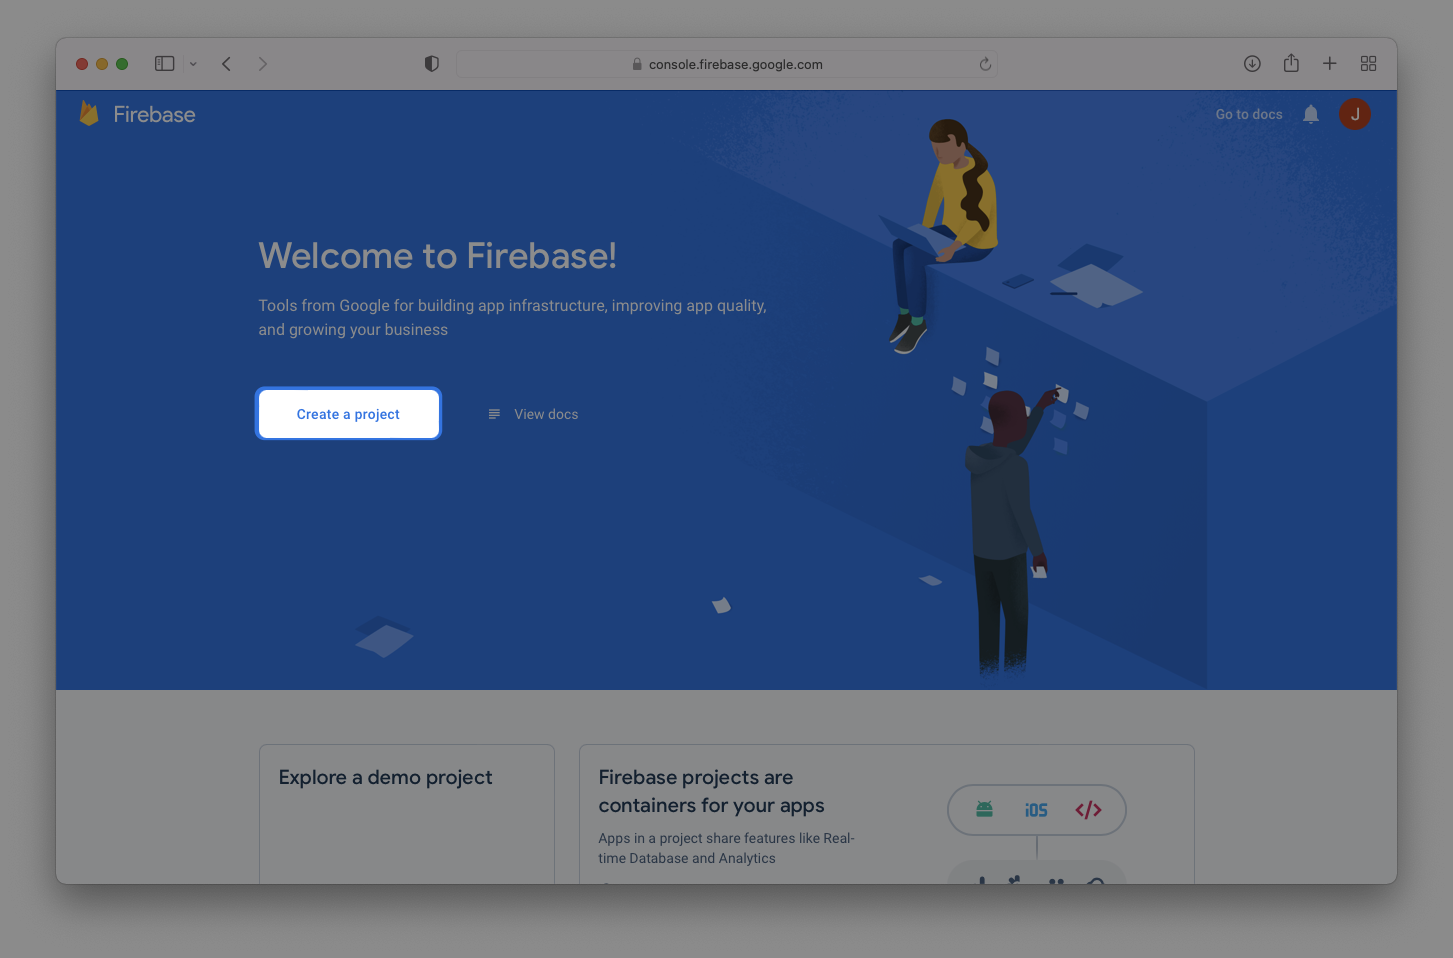 console.firebase.google.com
Firebase
Go to docs
J
Welcome to Firebase!
Tools from Google for building app infrastructure, improving app quality,
and growing your business
Create a project
View docs
Explore a demo project
Firebase projects are
containers for your apps
Apps in a project share features like Real-
time Database and Analytics
iOS